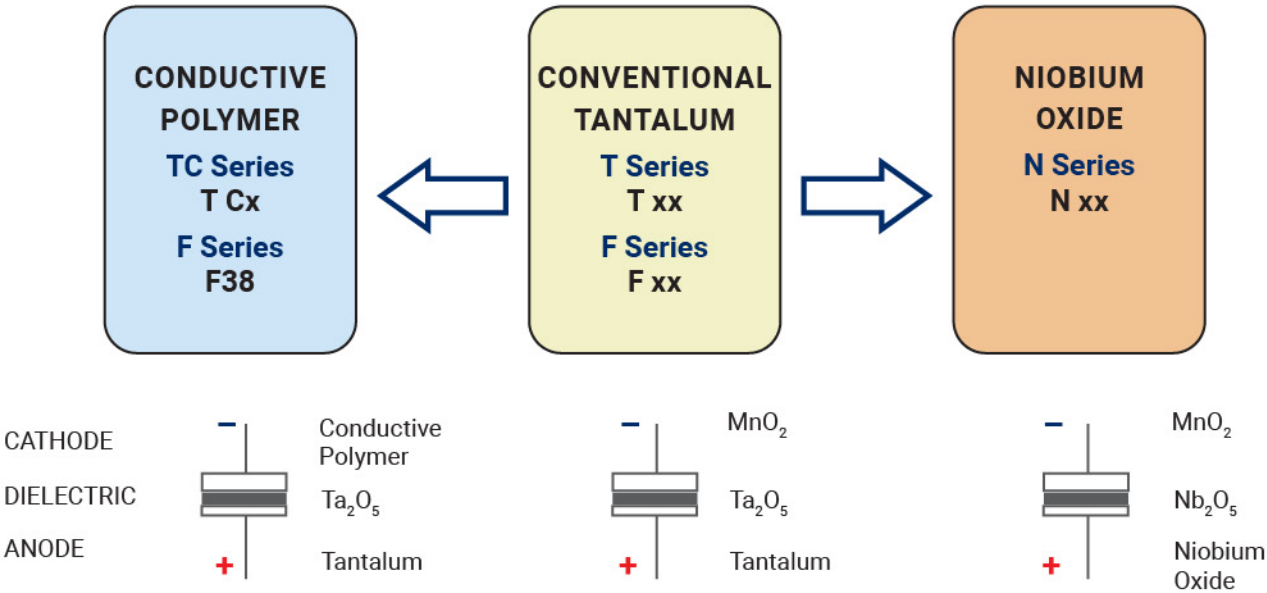 CONDUCTIVE
POLYMER
TC Series
T Cx
F Series
F38
CONVENTIONAL
TANTALUM
T Series
T xx
F Series
F xx
NIOBIUM
OXIDE
N Series
N xx
CATHODE
− Conductive
Polymer
− MnO₂
− MnO₂
DIELECTRIC
Ta₂O₅
Ta₂O₅
Nb₂O₅
ANODE
+ Tantalum
+ Tantalum
+ Niobium
Oxide